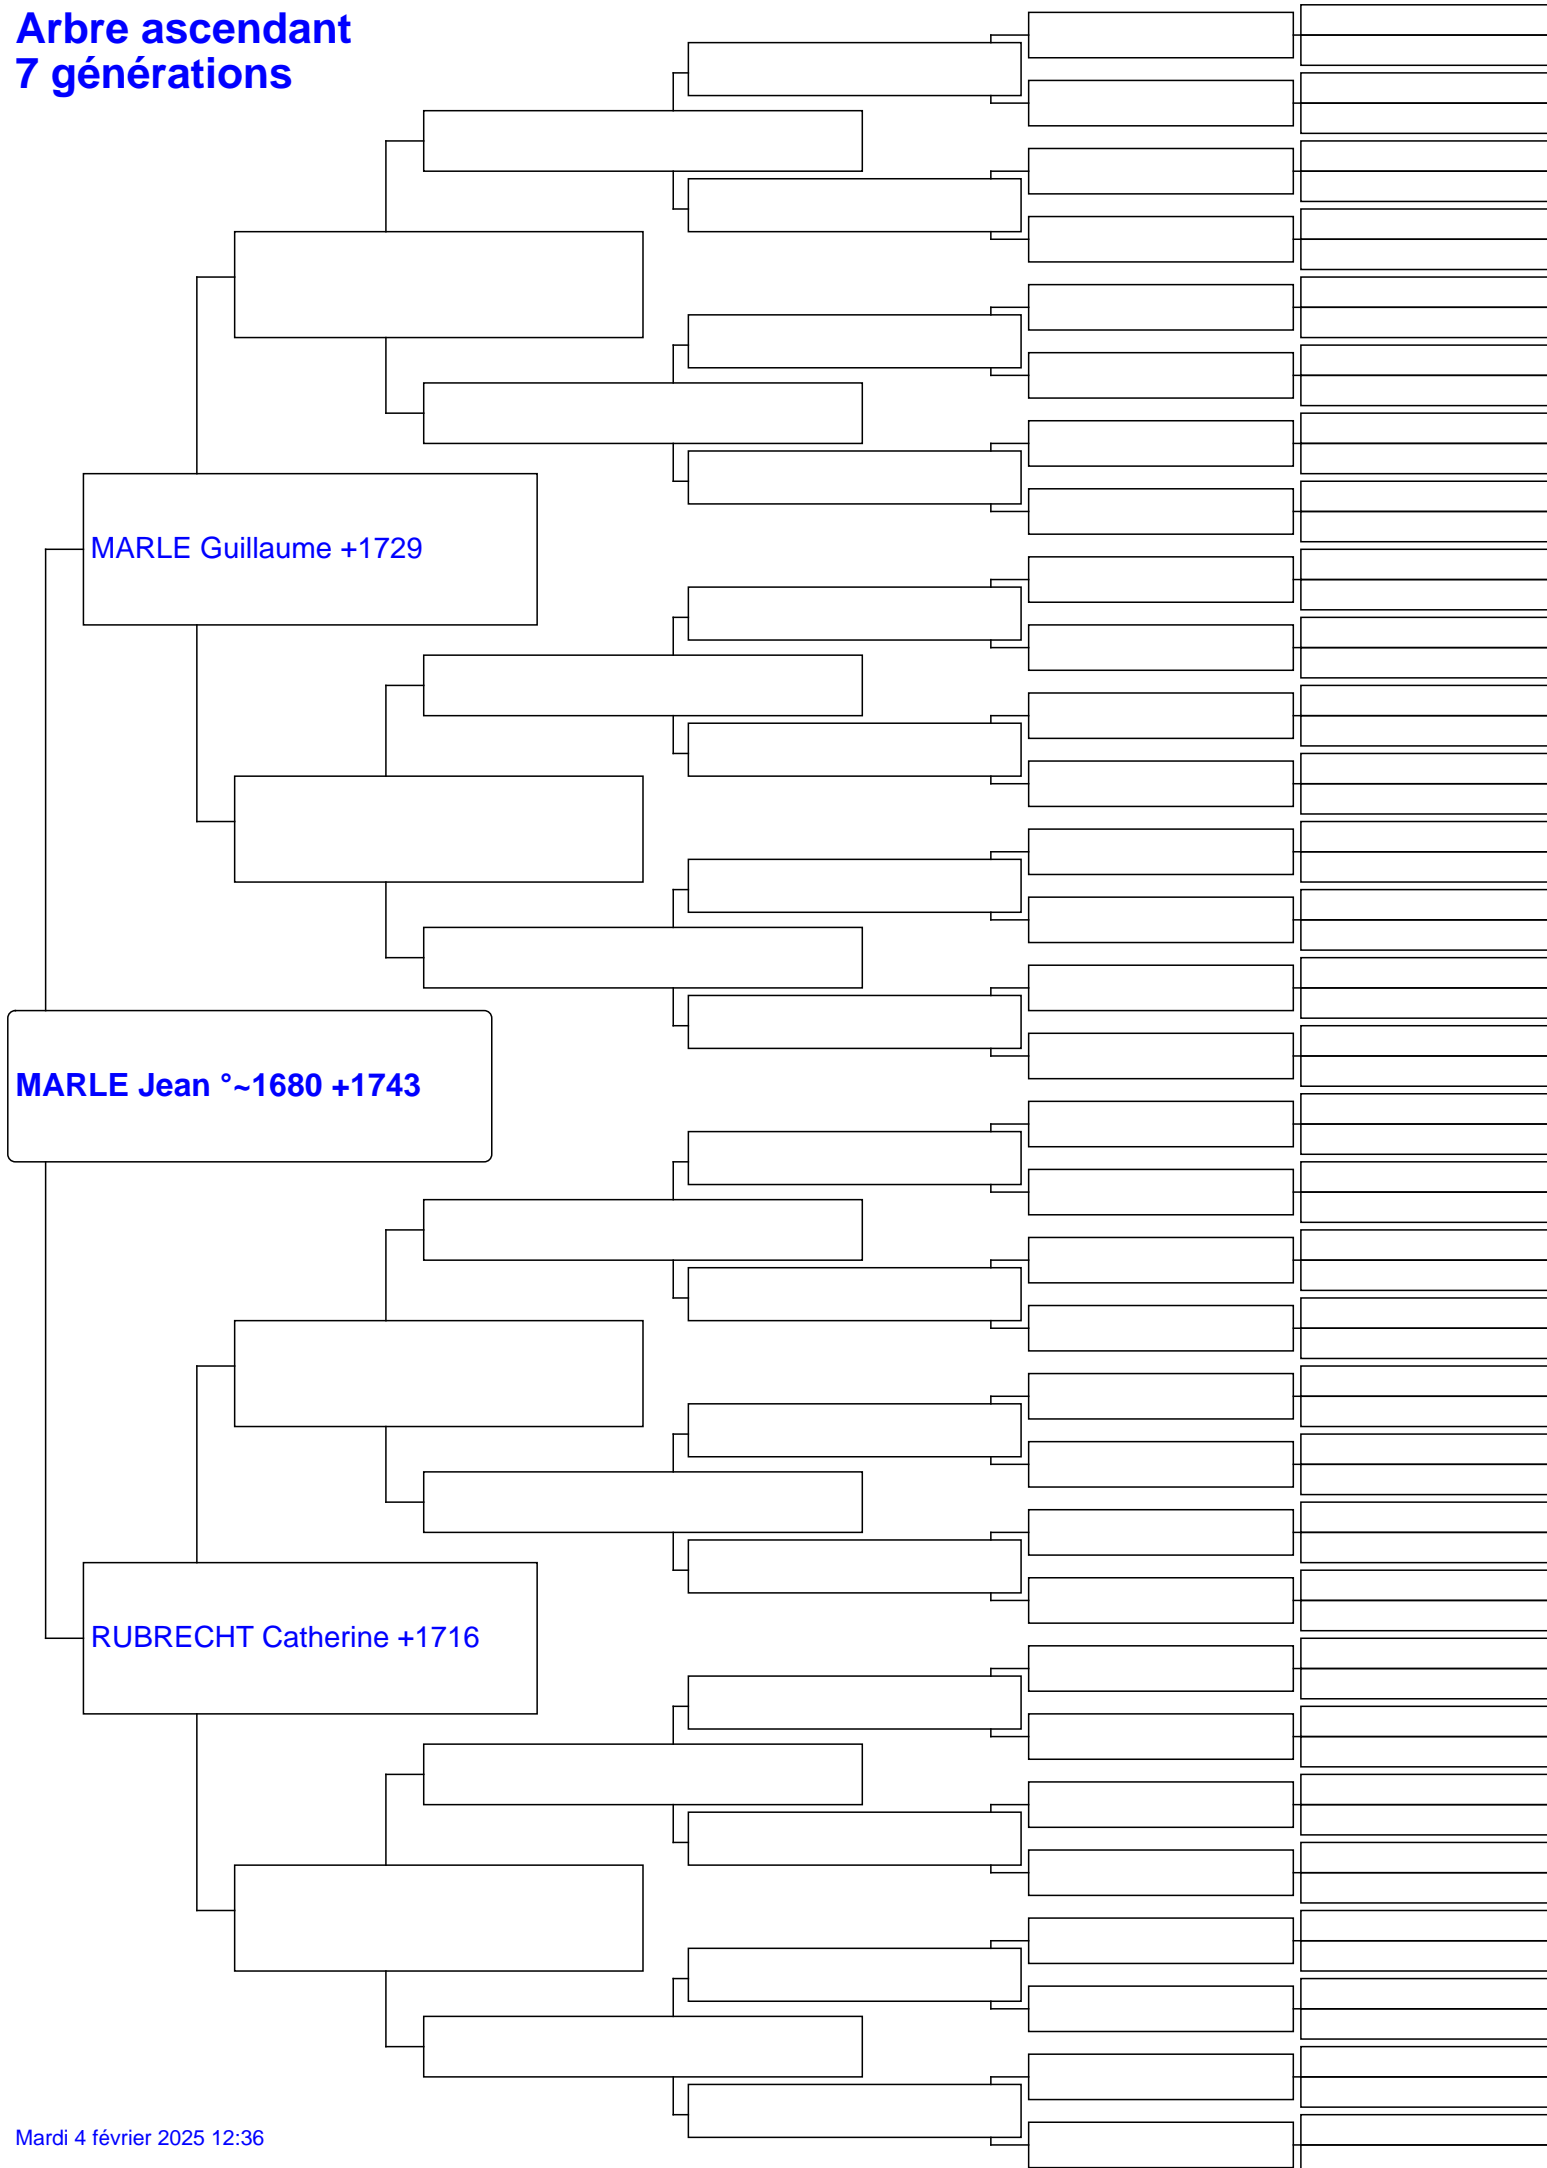 Arbre ascendant
7 générations
MARLE Guillaume +1729
MARLE Jean °~1680 +1743
RUBRECHT Catherine +1716
Mardi 4 février 2025 12:36